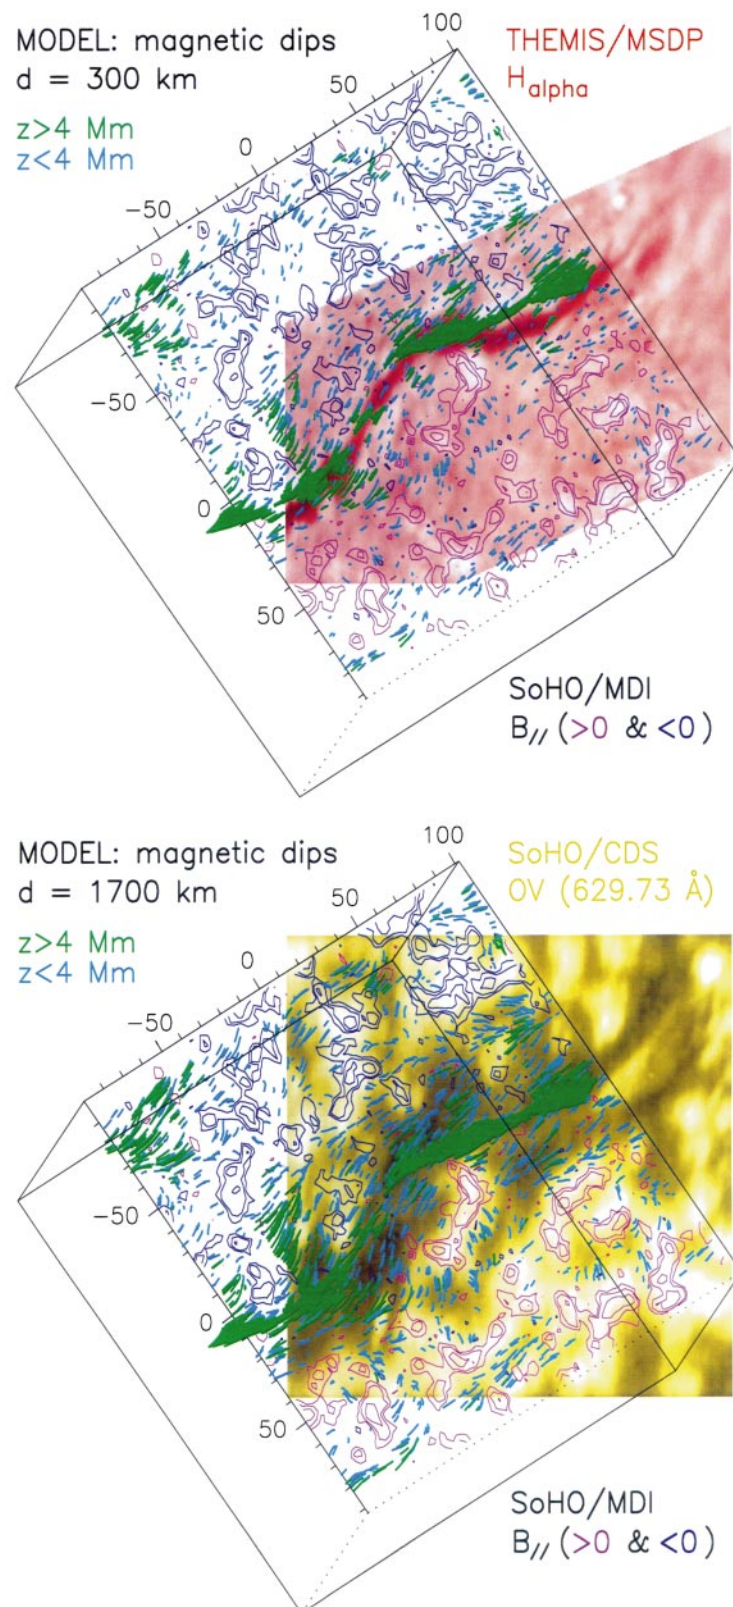 MODEL: magnetic dips
d = 300 km
z>4 Mm
z<4 Mm
THEMIS/MSDP
Halpha
100
50
0
−50
−50
0
50
SoHO/MDI
B// (>0 & <0)
MODEL: magnetic dips
d = 1700 km
z>4 Mm
z<4 Mm
SoHO/CDS
OV (629.73 Å)
100
50
0
−50
−50
0
50
SoHO/MDI
B// (>0 & <0)